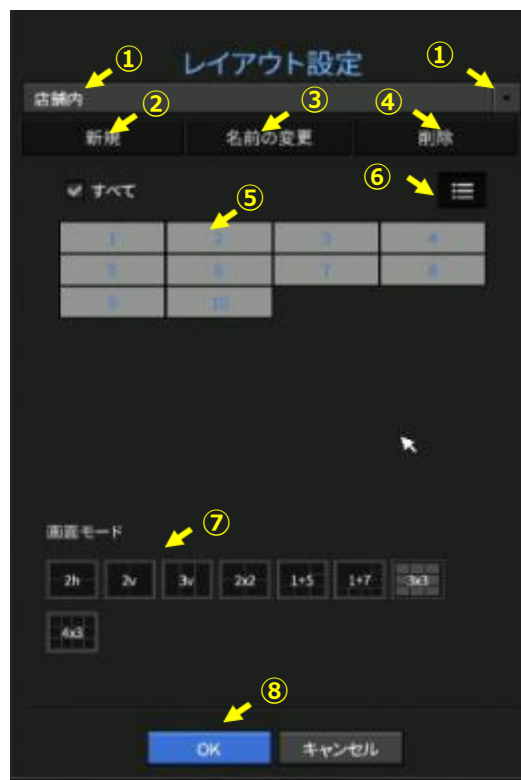 ① ①
レイアウト設定
店舗内
② ③ ④
新規 名前の変更 削除
⑥
すべて
⑤
1 2 3 4
5 6 7 8
9 10
⑦
画面モード
2h 2v 3v 2x2 1+5 1+7 3x3
4x3
⑧
OK キャンセル